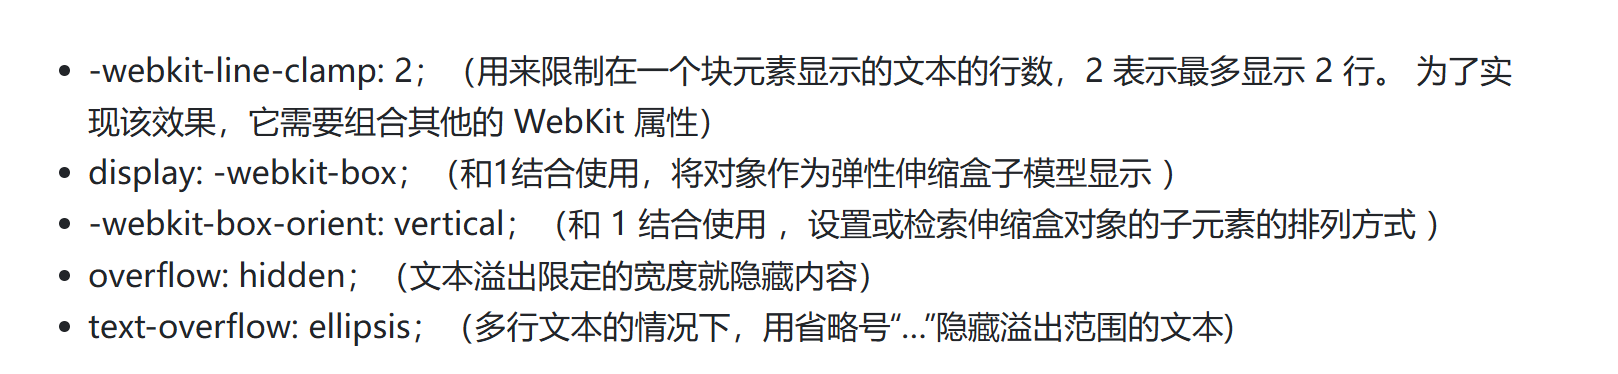 • -webkit-line-clamp: 2；（用来限制在一个块元素显示的文本的行数，2 表示最多显示 2 行。 为了实
现该效果，它需要组合其他的 WebKit 属性）
• display: -webkit-box；（和1结合使用，将对象作为弹性伸缩盒子模型显示 ）
• -webkit-box-orient: vertical；（和 1 结合使用 ，设置或检索伸缩盒对象的子元素的排列方式 ）
• overflow: hidden；（文本溢出限定的宽度就隐藏内容）
• text-overflow: ellipsis；（多行文本的情况下，用省略号“…”隐藏溢出范围的文本)